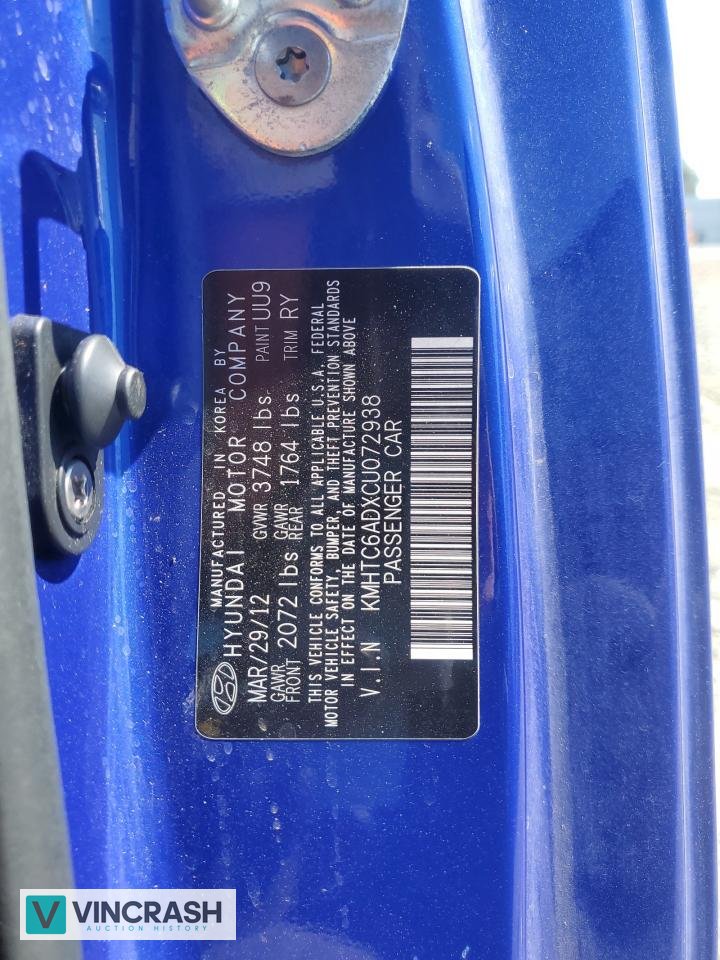 MANUFACTURED IN KOREA BY
HYUNDAI MOTOR COMPANY
MAR/29/12 GVWR 3748 lbs PAINT UU9
GAWR FRONT 2072 lbs GAWR REAR 1764 lbs TRIM RY
THIS VEHICLE CONFORMS TO ALL APPLICABLE U.S.A. FEDERAL
MOTOR VEHICLE SAFETY, BUMPER, AND THEFT PREVENTION STANDARDS
IN EFFECT ON THE DATE OF MANUFACTURE SHOWN ABOVE
V.I.N KMHTC6ADXCU072938
PASSENGER CAR
V VINCRASH
AUCTION HISTORY